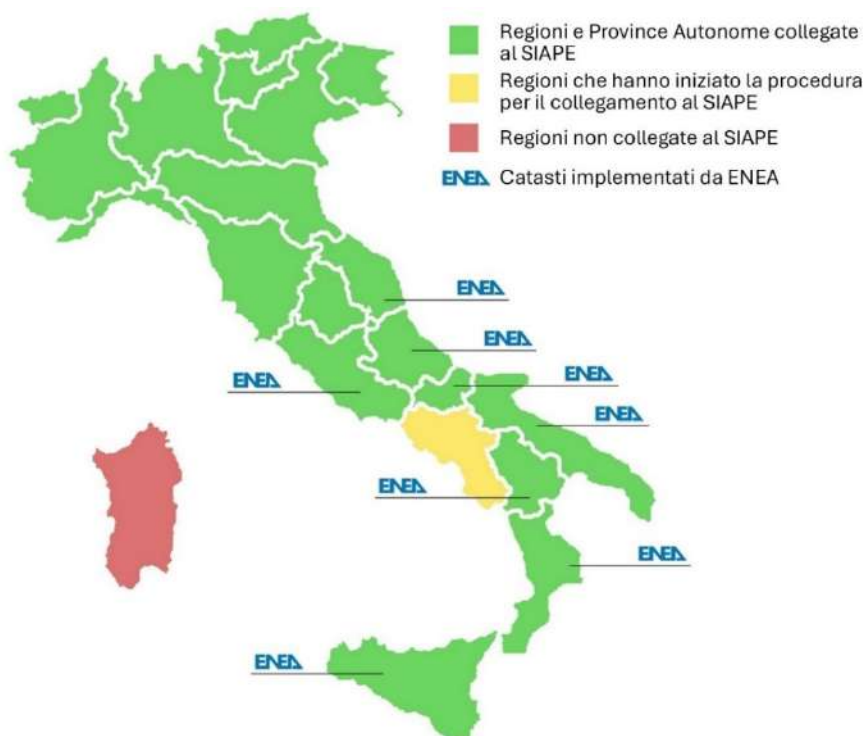 Regioni e Province Autonome collegate
al SIAPE
Regioni che hanno iniziato la procedura
per il collegamento al SIAPE
Regioni non collegate al SIAPE
ENEA Catasti implementati da ENEA
ENEA
ENEA
ENEA
ENEA
ENEA
ENEA
ENEA
ENEA